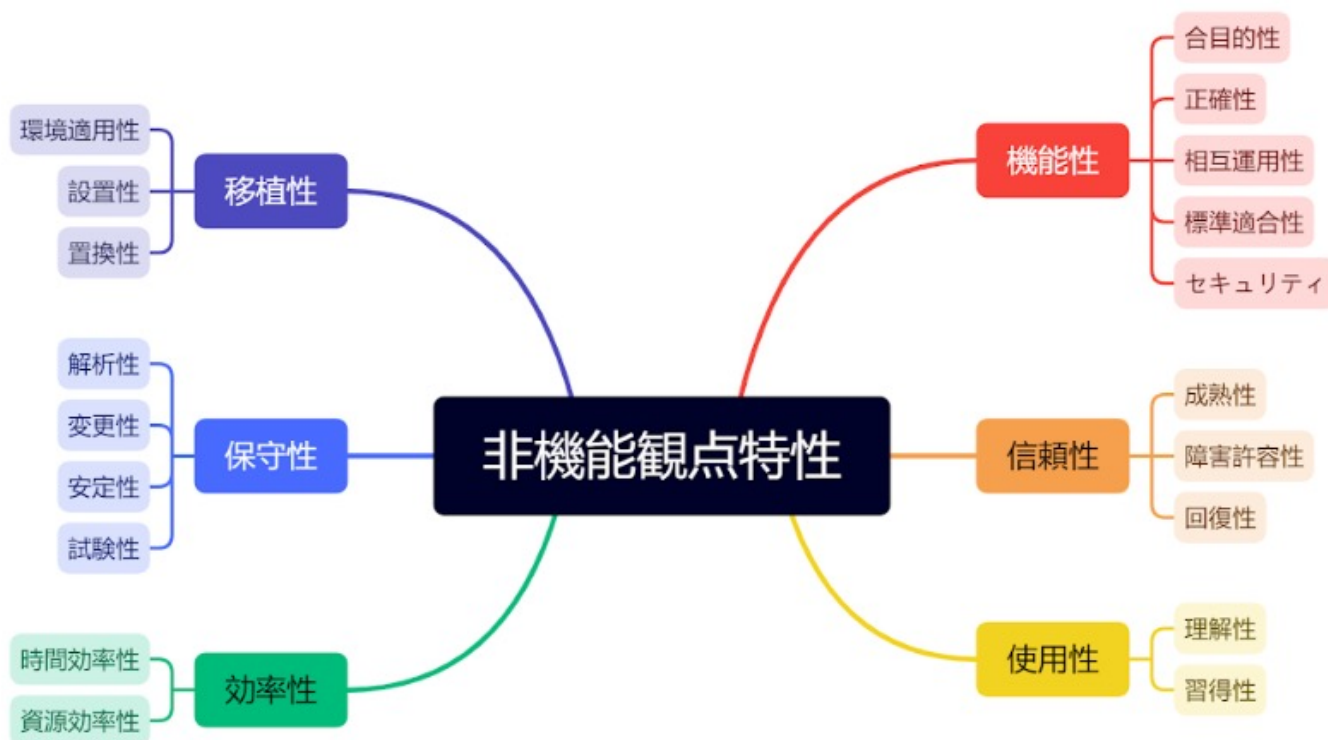 非機能観点特性
機能性
合目的性
正確性
相互運用性
標準適合性
セキュリティ
信頼性
成熟性
障害許容性
回復性
使用性
理解性
習得性
移植性
環境適用性
設置性
置換性
保守性
解析性
変更性
安定性
試験性
効率性
時間効率性
資源効率性